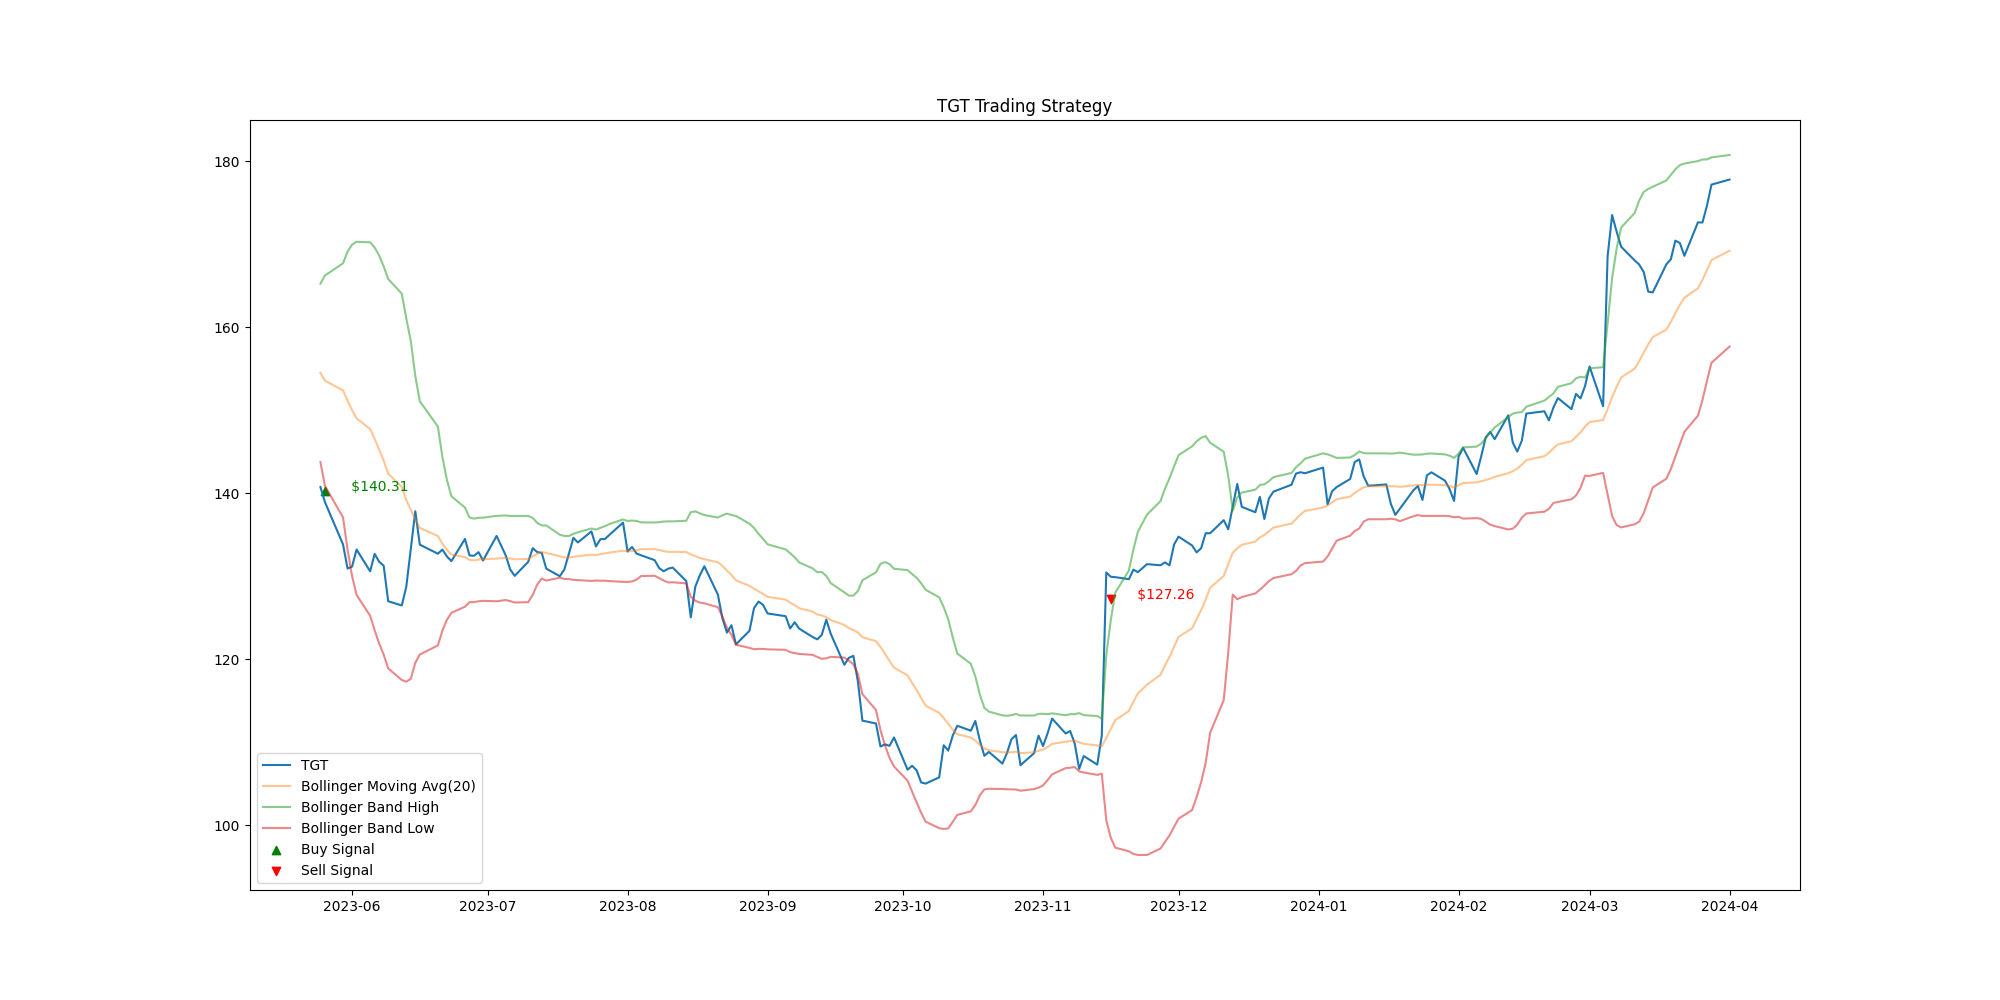 TGT Trading Strategy
180
160
140
120
100
$140.31
$127.26
TGT
Bollinger Moving Avg(20)
Bollinger Band High
Bollinger Band Low
Buy Signal
Sell Signal
2023-06
2023-07
2023-08
2023-09
2023-10
2023-11
2023-12
2024-01
2024-02
2024-03
2024-04